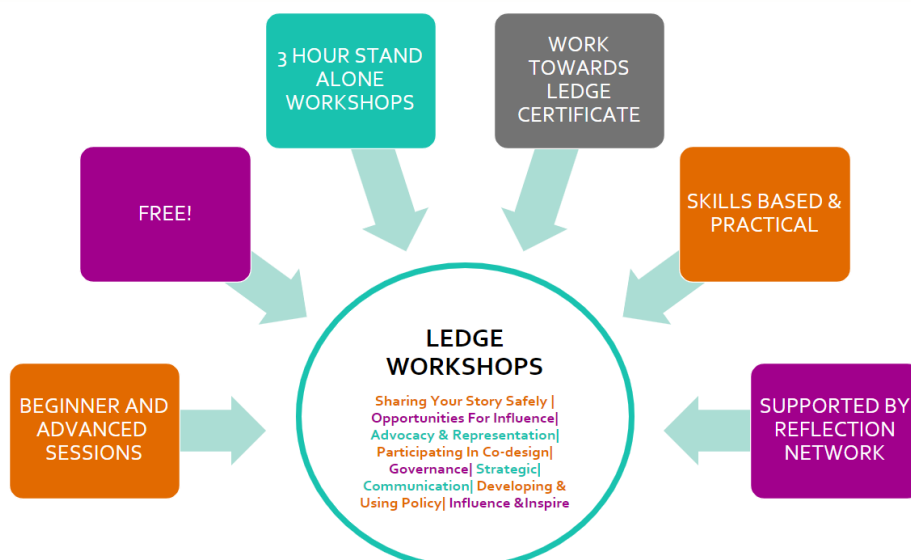 3 HOUR STAND
ALONE
WORKSHOPS
WORK
TOWARDS
LEDGE
CERTIFICATE
FREE!
SKILLS BASED &
PRACTICAL
BEGINNER AND
ADVANCED
SESSIONS
LEDGE
WORKSHOPS
Sharing Your Story Safely |
Opportunities For Influence|
Advocacy & Representation|
Participating In Co-design|
Governance| Strategic|
Communication| Developing &
Using Policy| Influence &Inspire
SUPPORTED BY
REFLECTION
NETWORK